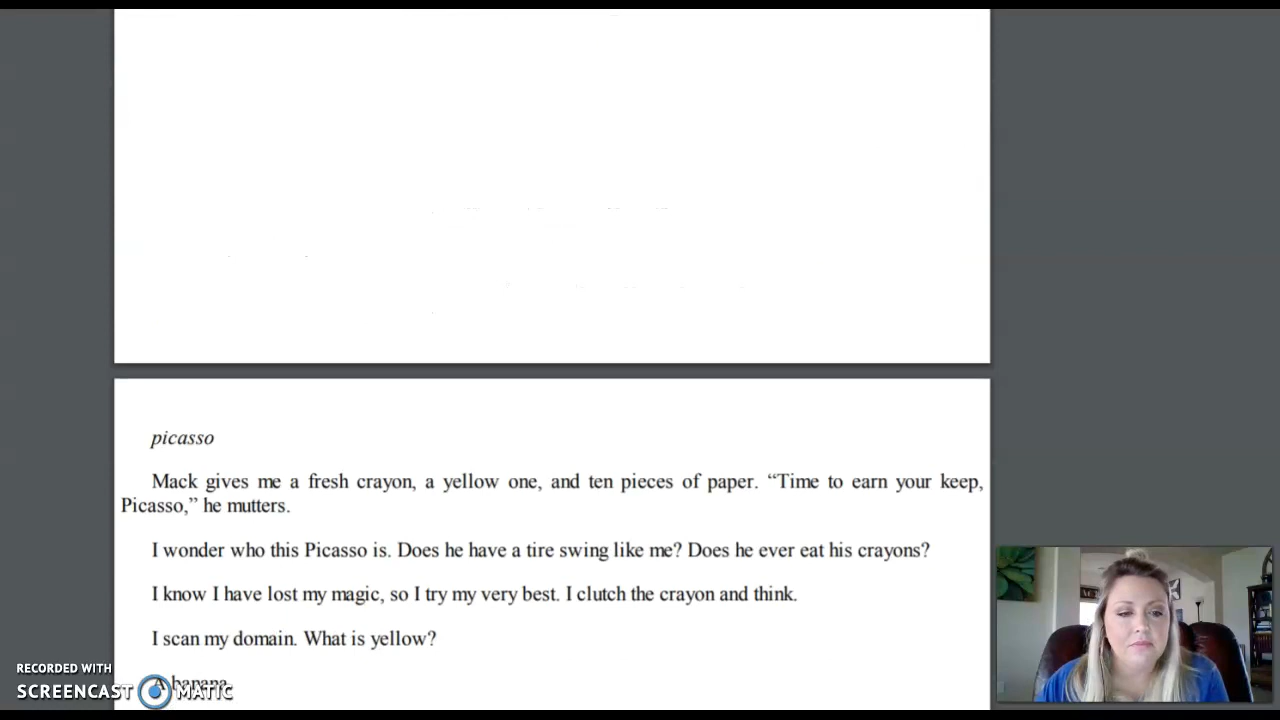 picasso
Mack gives me a fresh crayon, a yellow one, and ten pieces of paper. “Time to earn your keep,
Picasso,” he mutters.
I wonder who this Picasso is. Does he have a tire swing like me? Does he ever eat his crayons?
I know I have lost my magic, so I try my very best. I clutch the crayon and think.
I scan my domain. What is yellow?
A banana.
RECORDED WITH
SCREENCAST MATIC